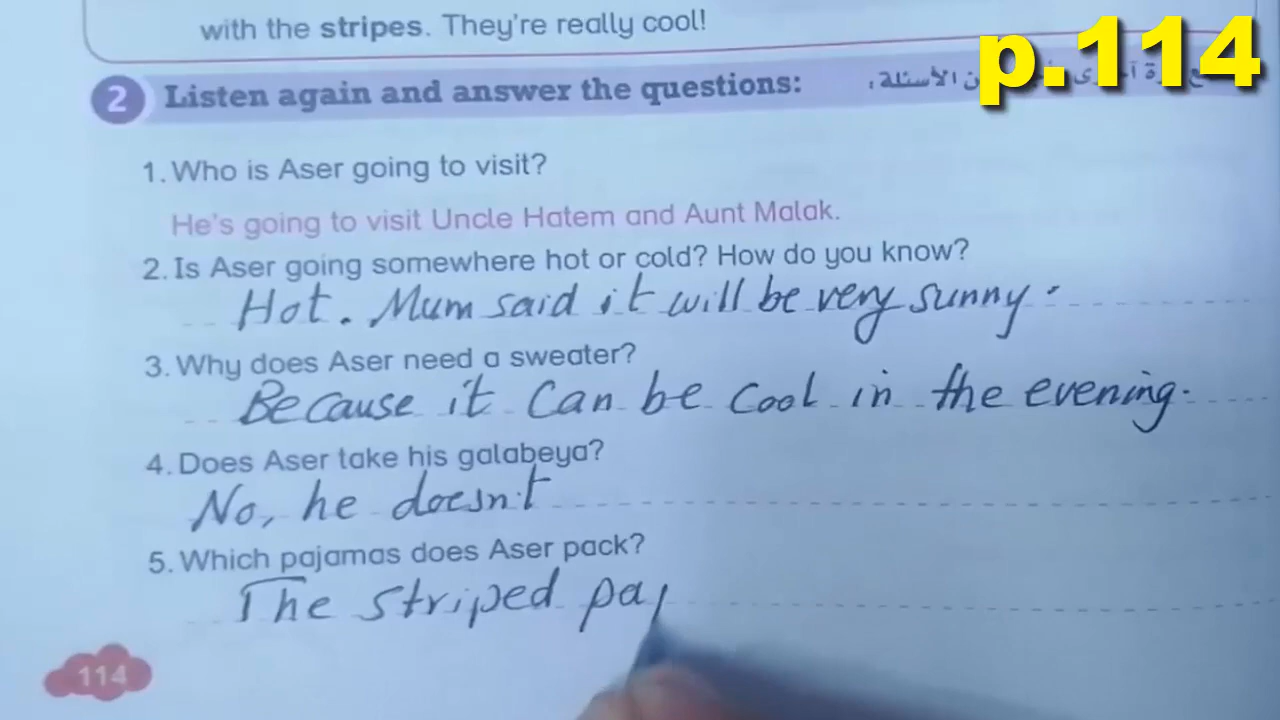 with the stripes. They're really cool!
p.114
2 Listen again and answer the questions: الأسئلة:
1. Who is Aser going to visit?
He's going to visit Uncle Hatem and Aunt Malak.
2. Is Aser going somewhere hot or cold? How do you know?
Hot. Mum said it will be very sunny.
3. Why does Aser need a sweater?
Because it can be cool in the evening.
4. Does Aser take his galabeya?
No, he doesn't
5. Which pajamas does Aser pack?
The striped paj
114